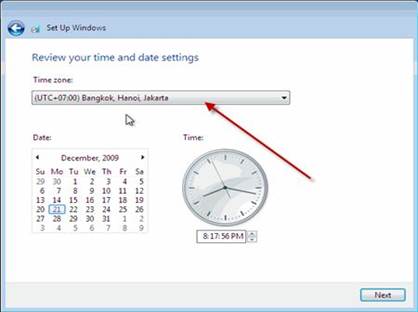 Set Up Windows
Review your time and date settings
Time zone:
(UTC+07:00) Bangkok, Hanoi, Jakarta
Date:
Time:
December, 2009
Su Mo Tu We Th Fr Sa
29 30 1 2 3 4 5
6 7 8 9 10 11 12
13 14 15 16 17 18 19
20 21 22 23 24 25 26
27 28 29 30 31 1 2
3 4 5 6 7 8 9
8:17:56 PM
Next